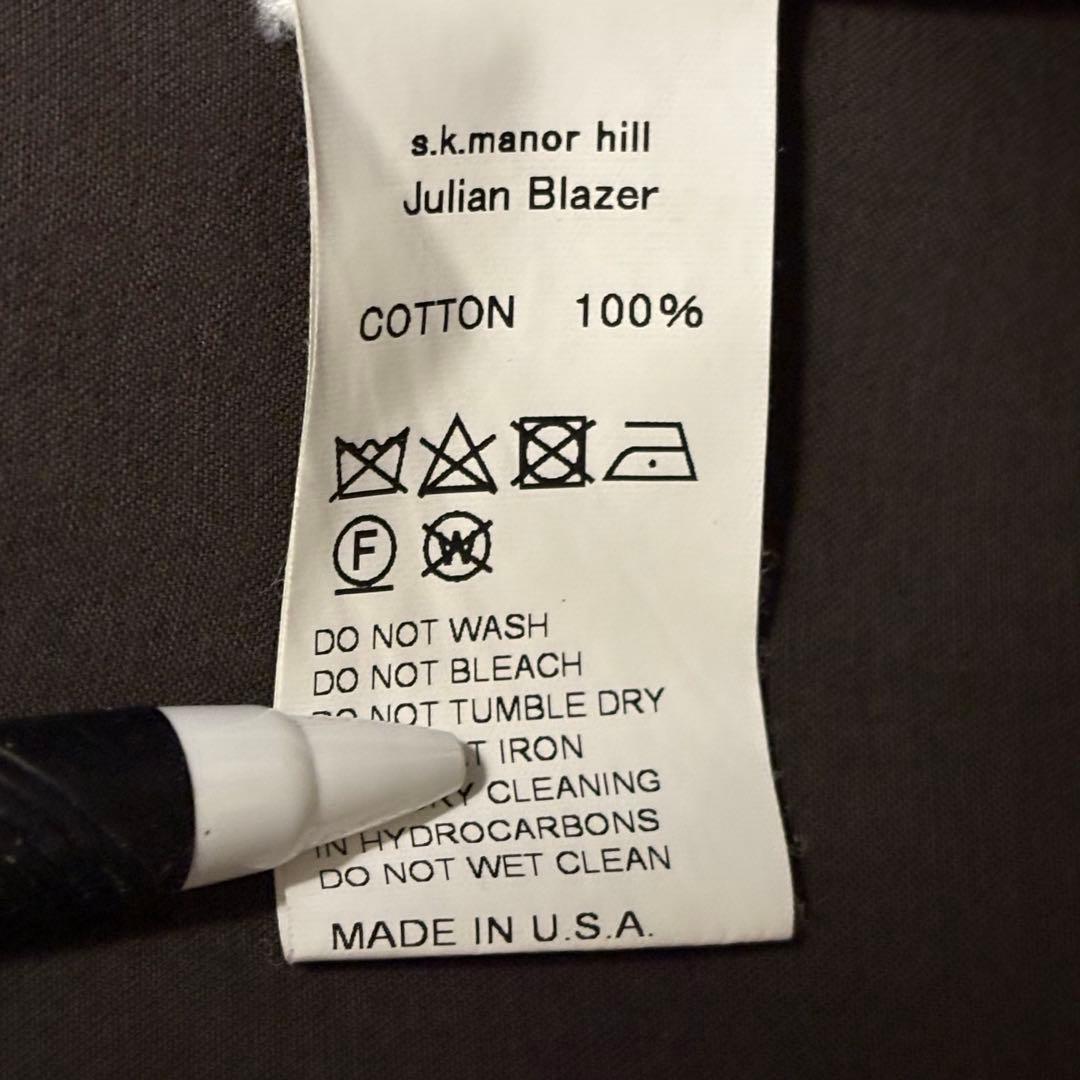 s.k.manor hill
Julian Blazer
COTTON 100%
F W
DO NOT WASH
DO NOT BLEACH
DO NOT TUMBLE DRY
IRON
CLEANING
IN HYDROCARBONS
DO NOT WET CLEAN
MADE IN U.S.A.